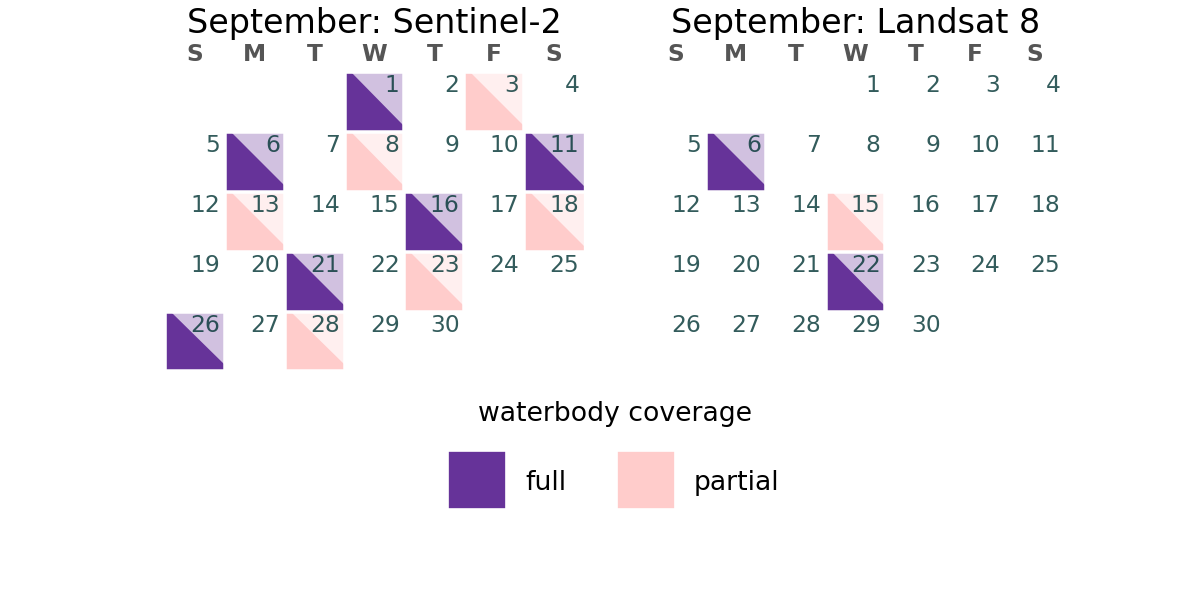 September: Sentinel-2
S M T W T F S
1 2 3 4
5 6 7 8 9 10 11
12 13 14 15 16 17 18
19 20 21 22 23 24 25
26 27 28 29 30
September: Landsat 8
S M T W T F S
1 2 3 4
5 6 7 8 9 10 11
12 13 14 15 16 17 18
19 20 21 22 23 24 25
26 27 28 29 30
waterbody coverage
full partial